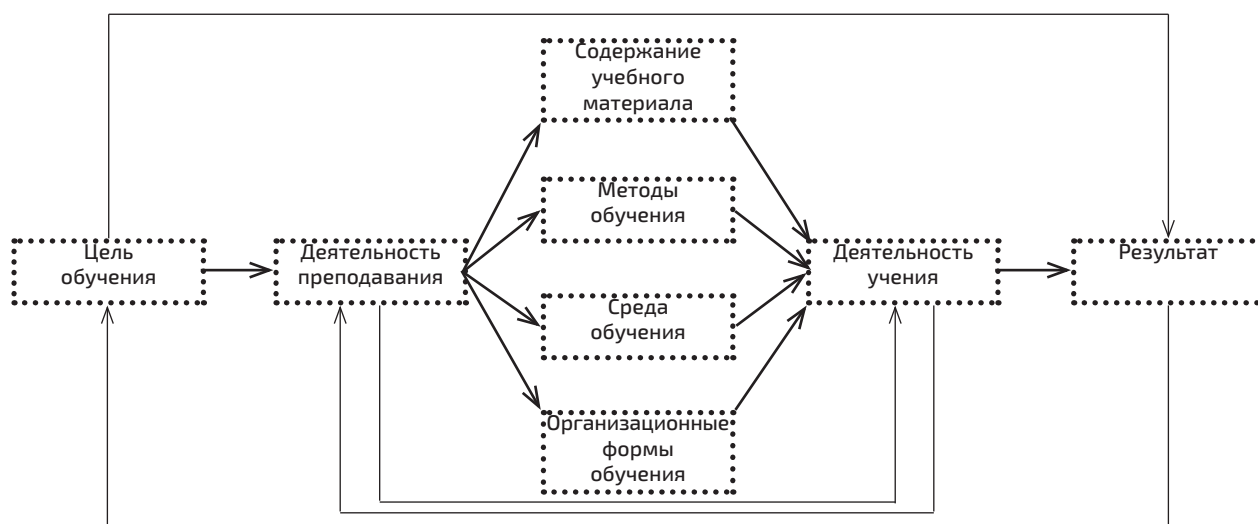 Содержание
учебного
материала
Методы
обучения
Цель
обучения
Деятельность
преподавания
Деятельность
учения
Результат
Среда
обучения
Организационные
формы
обучения